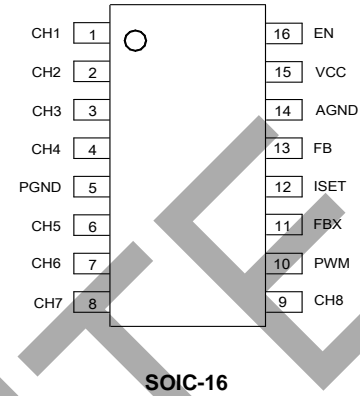 CH1 1 16 EN
CH2 2 15 VCC
CH3 3 14 AGND
CH4 4 13 FB
PGND 5 12 ISET
CH5 6 11 FBX
CH6 7 10 PWM
CH7 8 9 CH8
SOIC-16